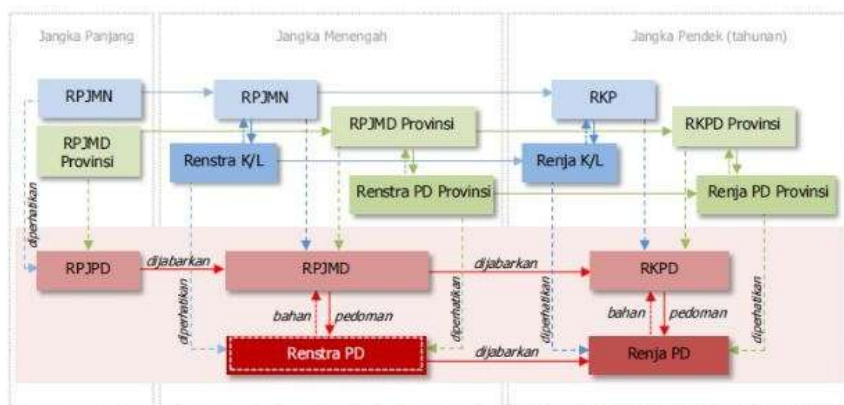 Jangka Panjang
Jangka Menengah
Jangka Pendek (tahunan)
RPJMN
RPJMN
RKP
RPJMD
Provinsi
RPJMD Provinsi
RKPD Provinsi
Renstra K/L
Renja K/L
Renstra PD Provinsi
Renja PD Provinsi
diperhatikan
RPJPD
dijabarkan
RPJMD
dijabarkan
RKPD
diperhatikan
bahan
pedoman
diperhatikan
diperhatikan
bahan
pedoman
diperhatikan
Renstra PD
dijabarkan
Renja PD